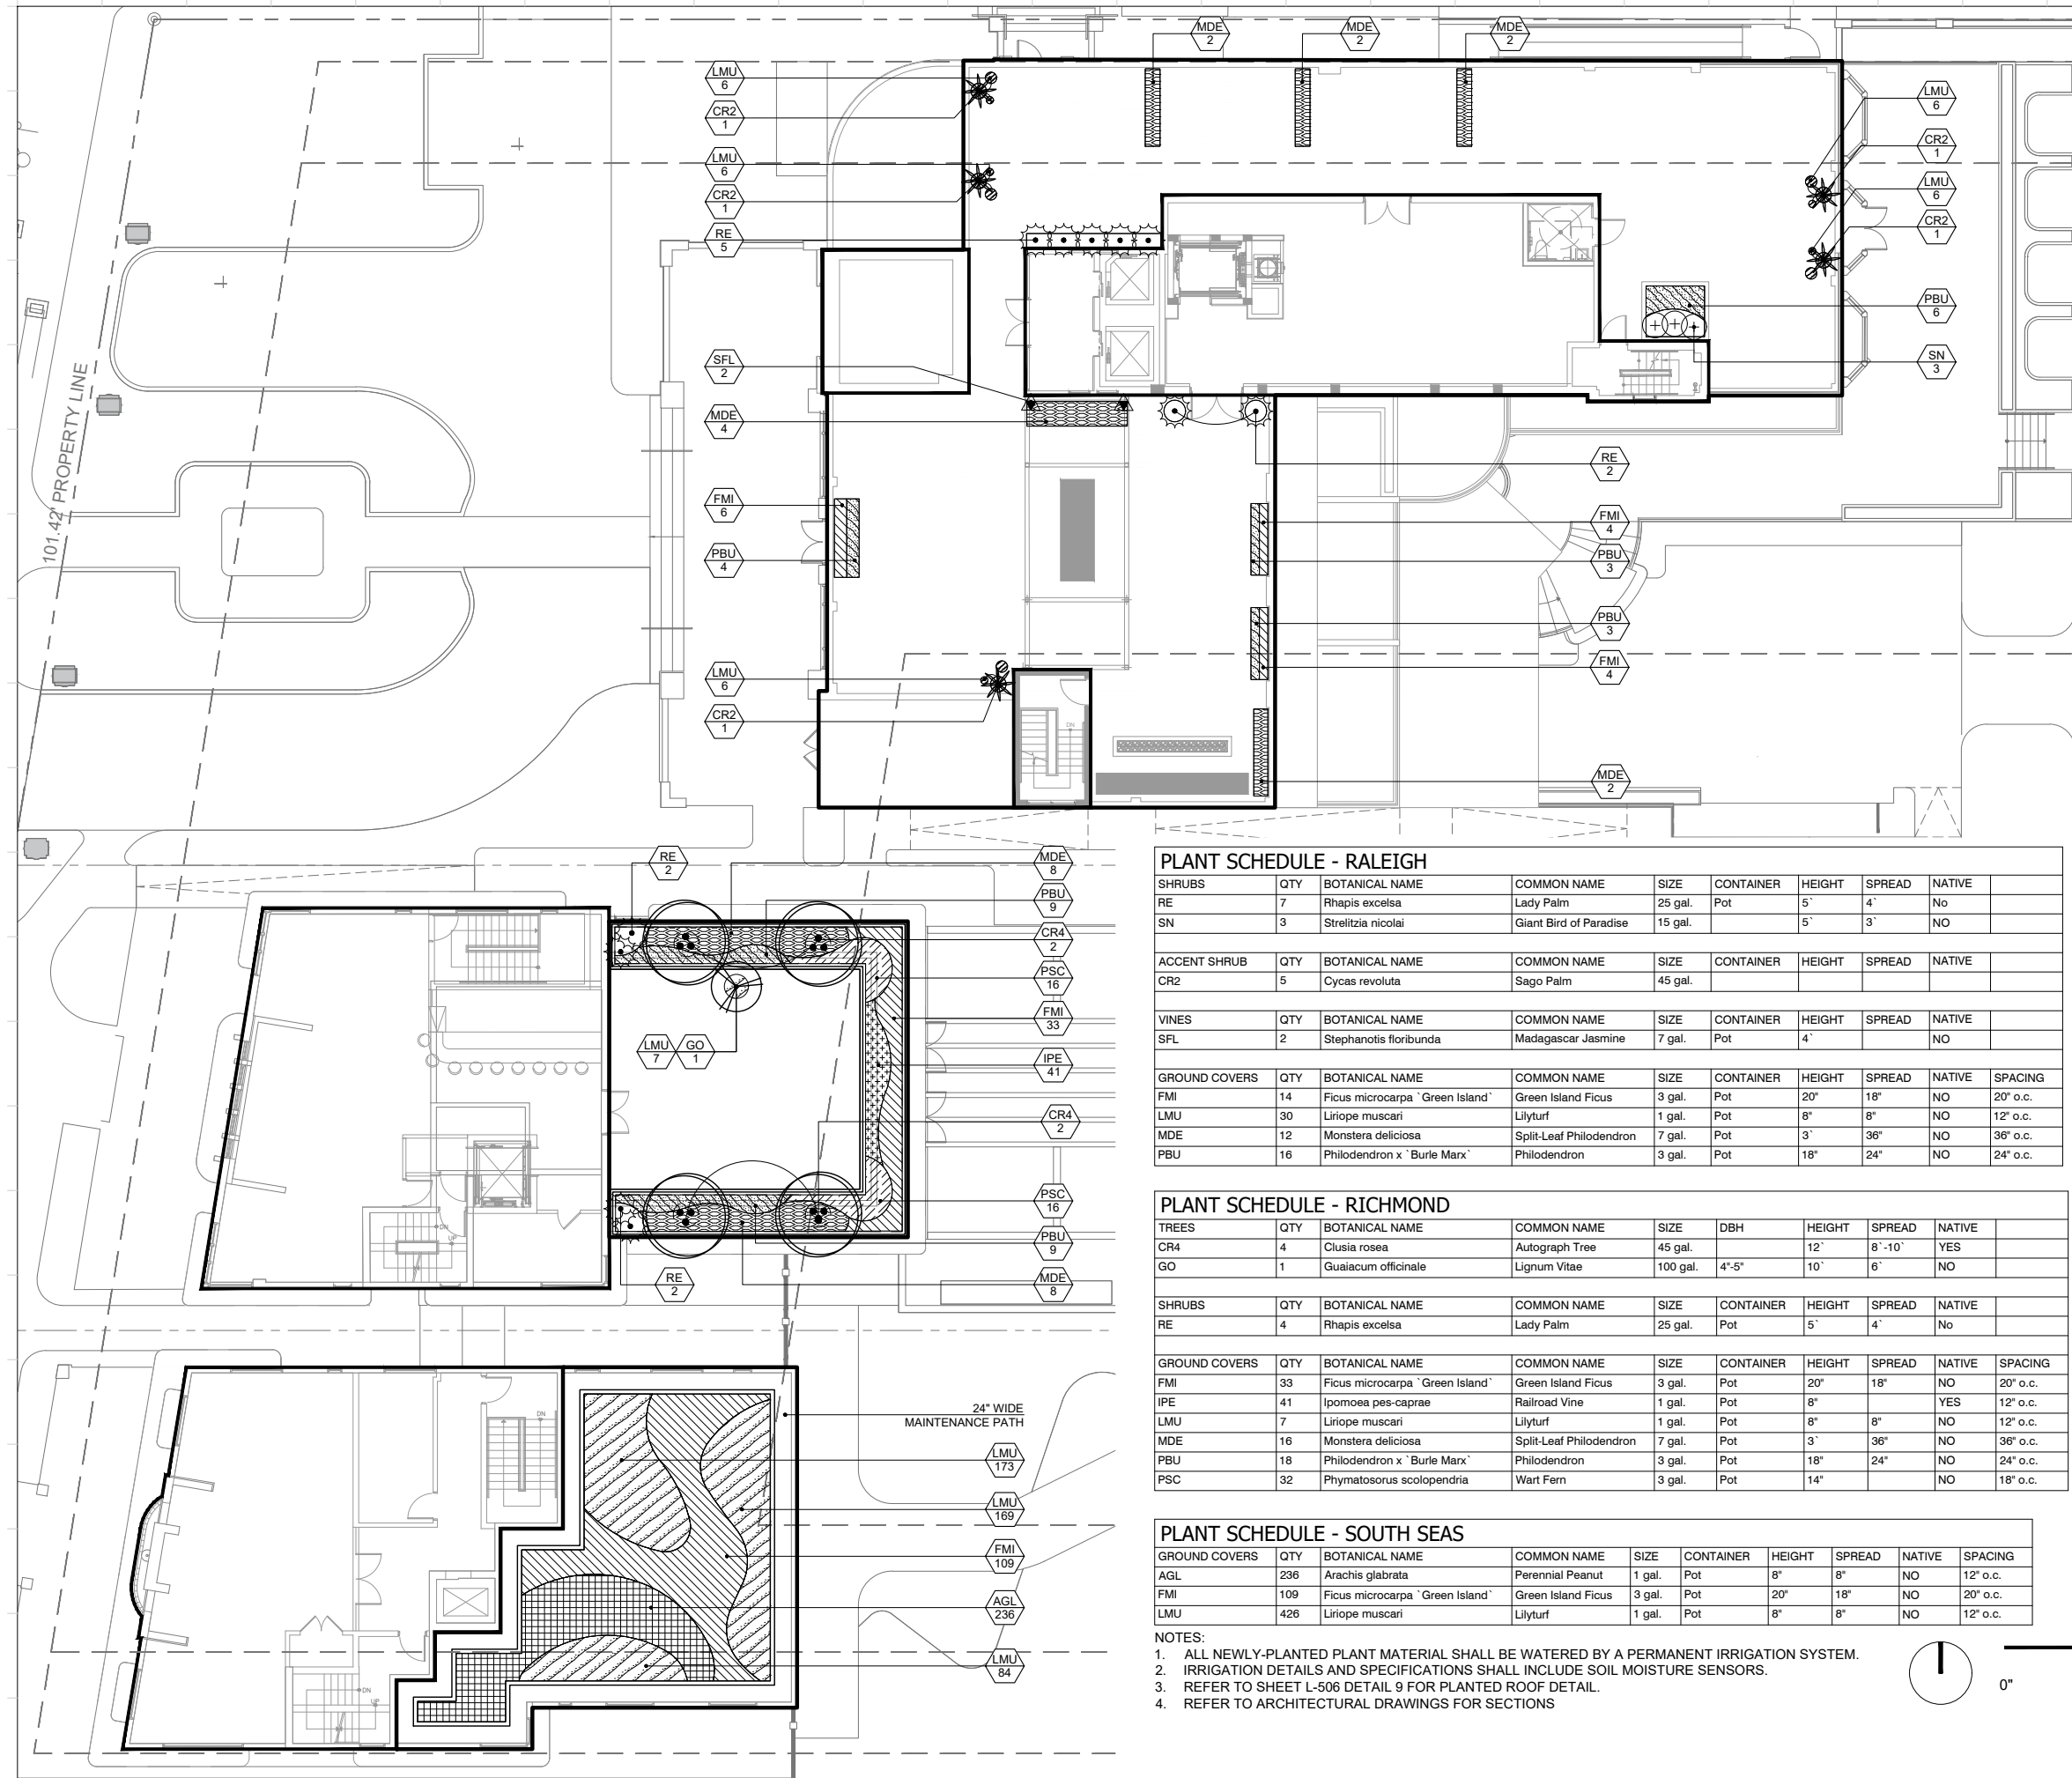 MDE
2
MDE
2
MDE
2
LMU
6
CR2
1
LMU
6
CR2
1
RE
5
SFL
2
MDE
4
FMI
6
PBU
4
LMU
6
CR2
1
LMU
6
CR2
1
LMU
6
CR2
1
PBU
6
SN
3
RE
2
FMI
4
PBU
3
PBU
3
FMI
4
MDE
2
DN
101.42' PROPERTY LINE
RE
2
MDE
8
PBU
9
CR4
2
PSC
16
FMI
33
LMU
7
GO
1
IPE
41
CR4
2
PSC
16
PBU
9
MDE
8
RE
2
DN
UP
24" WIDE
MAINTENANCE PATH
LMU
173
LMU
169
FMI
109
AGL
236
LMU
84
DN
DN
UP
PLANT SCHEDULE - RALEIGH
SHRUBS QTY BOTANICAL NAME COMMON NAME SIZE CONTAINER HEIGHT SPREAD NATIVE
RE 7 Rhapis excelsa Lady Palm 25 gal. Pot 5` 4` No
SN 3 Strelitzia nicolai Giant Bird of Paradise 15 gal. 5` 3` NO
ACCENT SHRUB QTY BOTANICAL NAME COMMON NAME SIZE CONTAINER HEIGHT SPREAD NATIVE
CR2 5 Cycas revoluta Sago Palm 45 gal.
VINES QTY BOTANICAL NAME COMMON NAME SIZE CONTAINER HEIGHT SPREAD NATIVE
SFL 2 Stephanotis floribunda Madagascar Jasmine 7 gal. Pot 4` NO
GROUND COVERS QTY BOTANICAL NAME COMMON NAME SIZE CONTAINER HEIGHT SPREAD NATIVE SPACING
FMI 14 Ficus microcarpa `Green Island` Green Island Ficus 3 gal. Pot 20" 18" NO 20" o.c.
LMU 30 Liriope muscari Lilyturf 1 gal. Pot 8" 8" NO 12" o.c.
MDE 12 Monstera deliciosa Split-Leaf Philodendron 7 gal. Pot 3` 36" NO 36" o.c.
PBU 16 Philodendron x `Burle Marx` Philodendron 3 gal. Pot 18" 24" NO 24" o.c.
PLANT SCHEDULE - RICHMOND
TREES QTY BOTANICAL NAME COMMON NAME SIZE DBH HEIGHT SPREAD NATIVE
CR4 4 Clusia rosea Autograph Tree 45 gal. 12` 8`-10` YES
GO 1 Guaiacum officinale Lignum Vitae 100 gal. 4"-5" 10` 6` NO
SHRUBS QTY BOTANICAL NAME COMMON NAME SIZE CONTAINER HEIGHT SPREAD NATIVE
RE 4 Rhapis excelsa Lady Palm 25 gal. Pot 5` 4` No
GROUND COVERS QTY BOTANICAL NAME COMMON NAME SIZE CONTAINER HEIGHT SPREAD NATIVE SPACING
FMI 33 Ficus microcarpa `Green Island` Green Island Ficus 3 gal. Pot 20" 18" NO 20" o.c.
IPE 41 Ipomoea pes-caprae Railroad Vine 1 gal. Pot 8" YES 12" o.c.
LMU 7 Liriope muscari Lilyturf 1 gal. Pot 8" 8" NO 12" o.c.
MDE 16 Monstera deliciosa Split-Leaf Philodendron 7 gal. Pot 3` 36" NO 36" o.c.
PBU 18 Philodendron x `Burle Marx` Philodendron 3 gal. Pot 18" 24" NO 24" o.c.
PSC 32 Phymatosorus scolopendria Wart Fern 3 gal. Pot 14" NO 18" o.c.
PLANT SCHEDULE - SOUTH SEAS
GROUND COVERS QTY BOTANICAL NAME COMMON NAME SIZE CONTAINER HEIGHT SPREAD NATIVE SPACING
AGL 236 Arachis glabrata Perennial Peanut 1 gal. Pot 8" 8" NO 12" o.c.
FMI 109 Ficus microcarpa `Green Island` Green Island Ficus 3 gal. Pot 20" 18" NO 20" o.c.
LMU 426 Liriope muscari Lilyturf 1 gal. Pot 8" 8" NO 12" o.c.
NOTES:
1. ALL NEWLY-PLANTED PLANT MATERIAL SHALL BE WATERED BY A PERMANENT IRRIGATION SYSTEM.
2. IRRIGATION DETAILS AND SPECIFICATIONS SHALL INCLUDE SOIL MOISTURE SENSORS.
3. REFER TO SHEET L-506 DETAIL 9 FOR PLANTED ROOF DETAIL.
4. REFER TO ARCHITECTURAL DRAWINGS FOR SECTIONS
0"